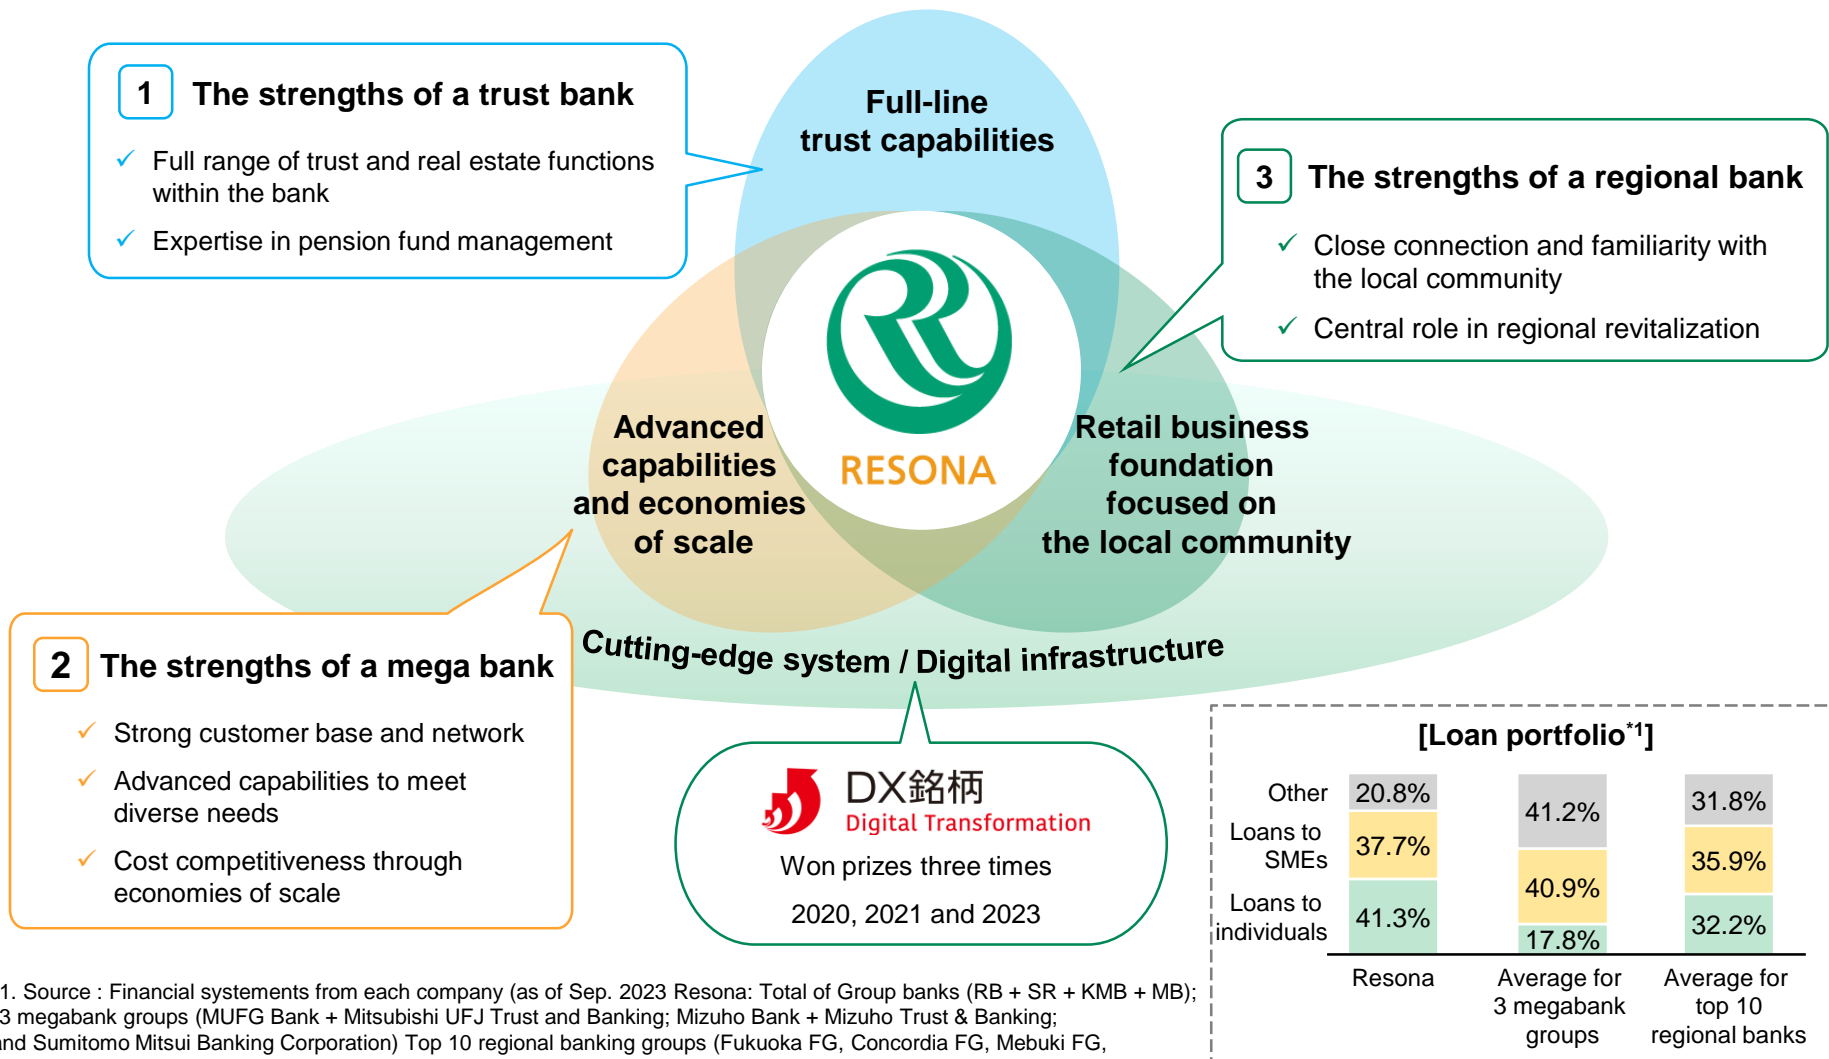 1 The strengths of a trust bank
✓ Full range of trust and real estate functions
within the bank
✓ Expertise in pension fund management
Full-line
trust capabilities
3 The strengths of a regional bank
✓ Close connection and familiarity with
the local community
✓ Central role in regional revitalization
RESONA
Advanced
capabilities
and economies
of scale
Retail business
foundation
focused on
the local community
Cutting-edge system / Digital infrastructure
2 The strengths of a mega bank
✓ Strong customer base and network
✓ Advanced capabilities to meet
diverse needs
✓ Cost competitiveness through
economies of scale
DX銘柄
Digital Transformation
Won prizes three times
2020, 2021 and 2023
[Loan portfolio*1]
Other 20.8% 41.2% 31.8%
Loans to
SMEs 37.7% 40.9% 35.9%
Loans to
individuals 41.3% 17.8% 32.2%
Resona
Average for
3 megabank
groups
Average for
top 10
regional banks
1. Source : Financial systements from each company (as of Sep. 2023 Resona: Total of Group banks (RB + SR + KMB + MB);
3 megabank groups (MUFG Bank + Mitsubishi UFJ Trust and Banking; Mizuho Bank + Mizuho Trust & Banking;
and Sumitomo Mitsui Banking Corporation) Top 10 regional banking groups (Fukuoka FG, Concordia FG, Mebuki FG,